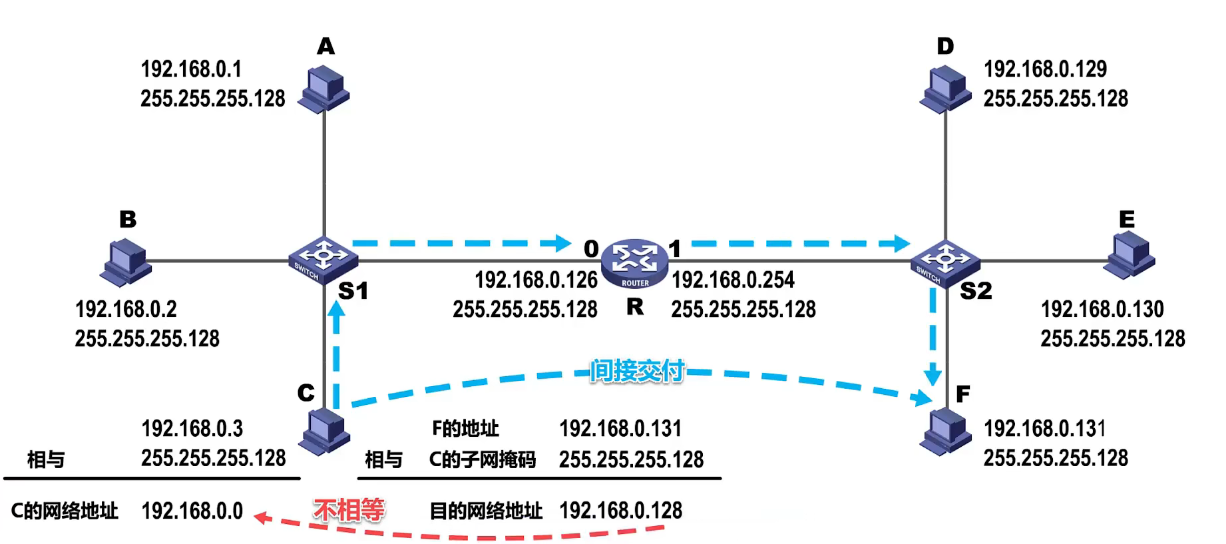 A
192.168.0.1
255.255.255.128
D
192.168.0.129
255.255.255.128
B
192.168.0.2
255.255.255.128
SWITCH
S1
0
1
192.168.0.126
255.255.255.128
ROUTER
R
192.168.0.254
255.255.255.128
SWITCH
S2
E
192.168.0.130
255.255.255.128
间接交付
C
192.168.0.3
相与 255.255.255.128
C的网络地址 192.168.0.0
F的地址 192.168.0.131
相与 C的子网掩码 255.255.255.128
不相等
目的网络地址 192.168.0.128
F
192.168.0.131
255.255.255.128